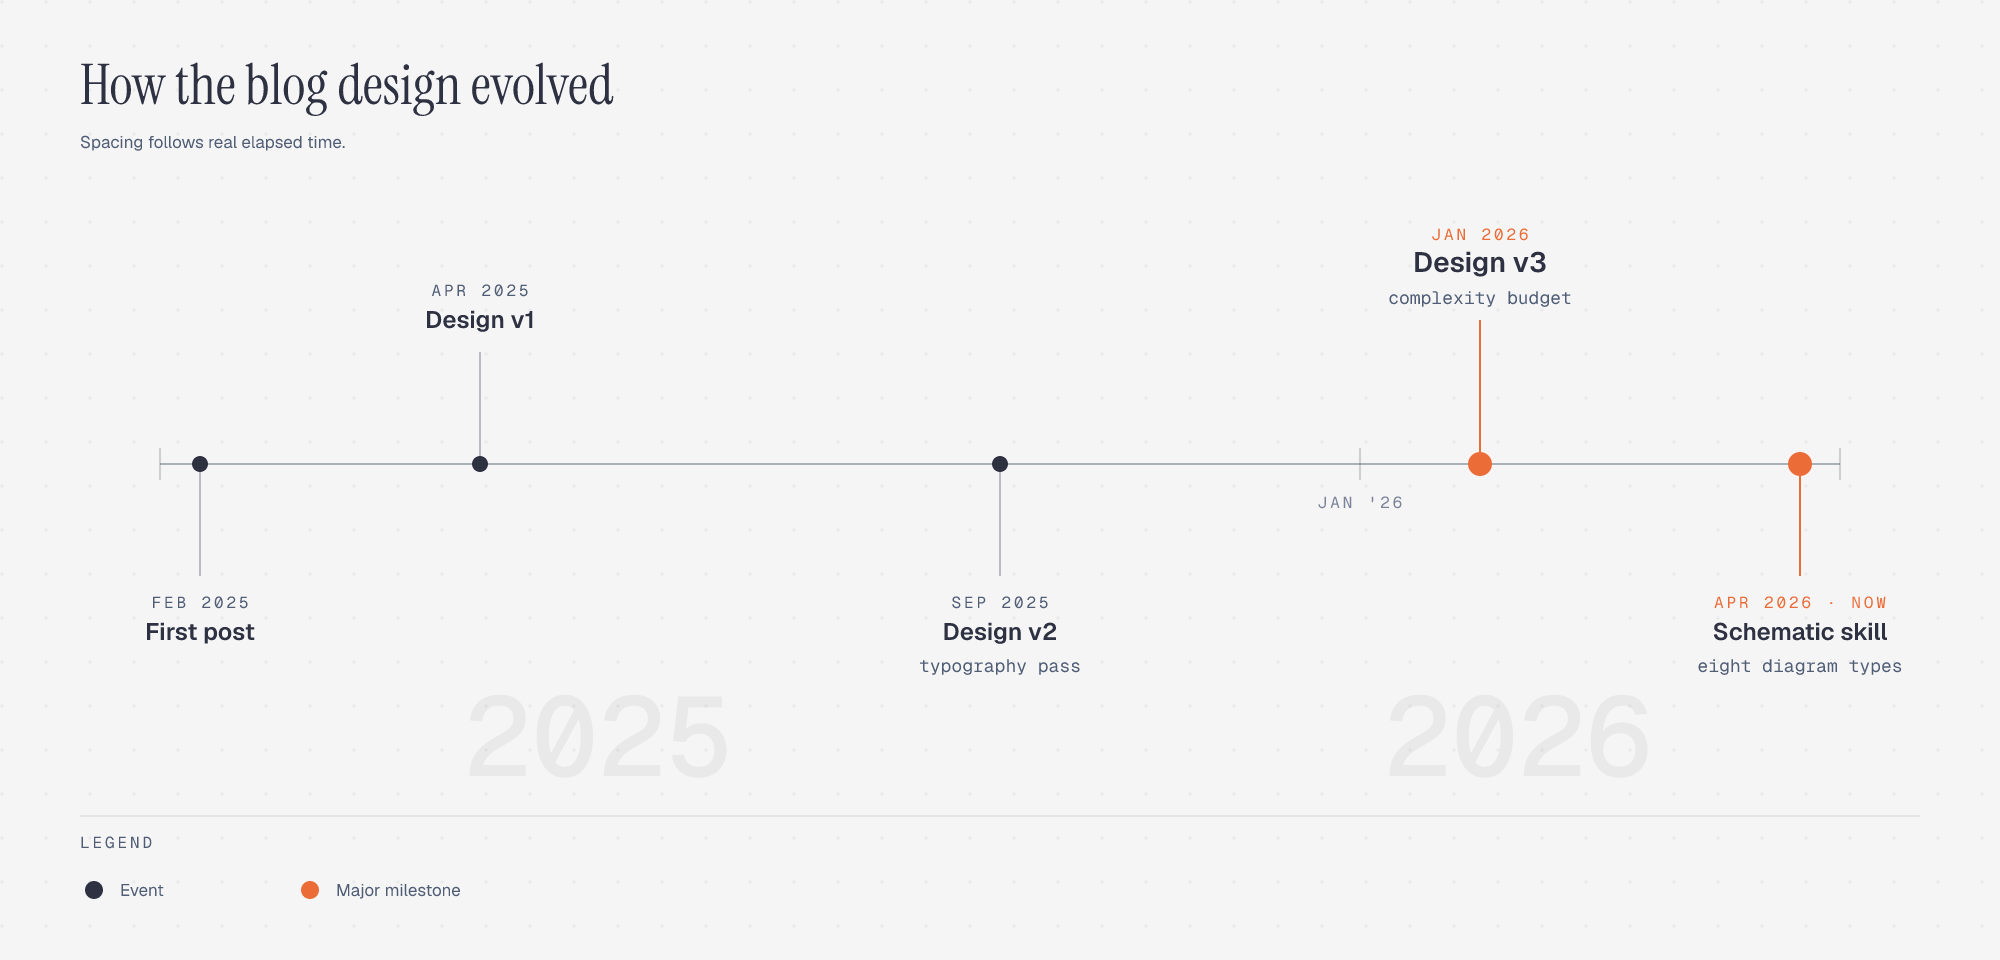 How the blog design evolved
Spacing follows real elapsed time.
JAN 2026
Design v3
complexity budget
APR 2025
Design v1
JAN '26
FEB 2025
First post
SEP 2025
Design v2
typography pass
APR 2026 · NOW
Schematic skill
eight diagram types
2025
2026
LEGEND
Event
Major milestone